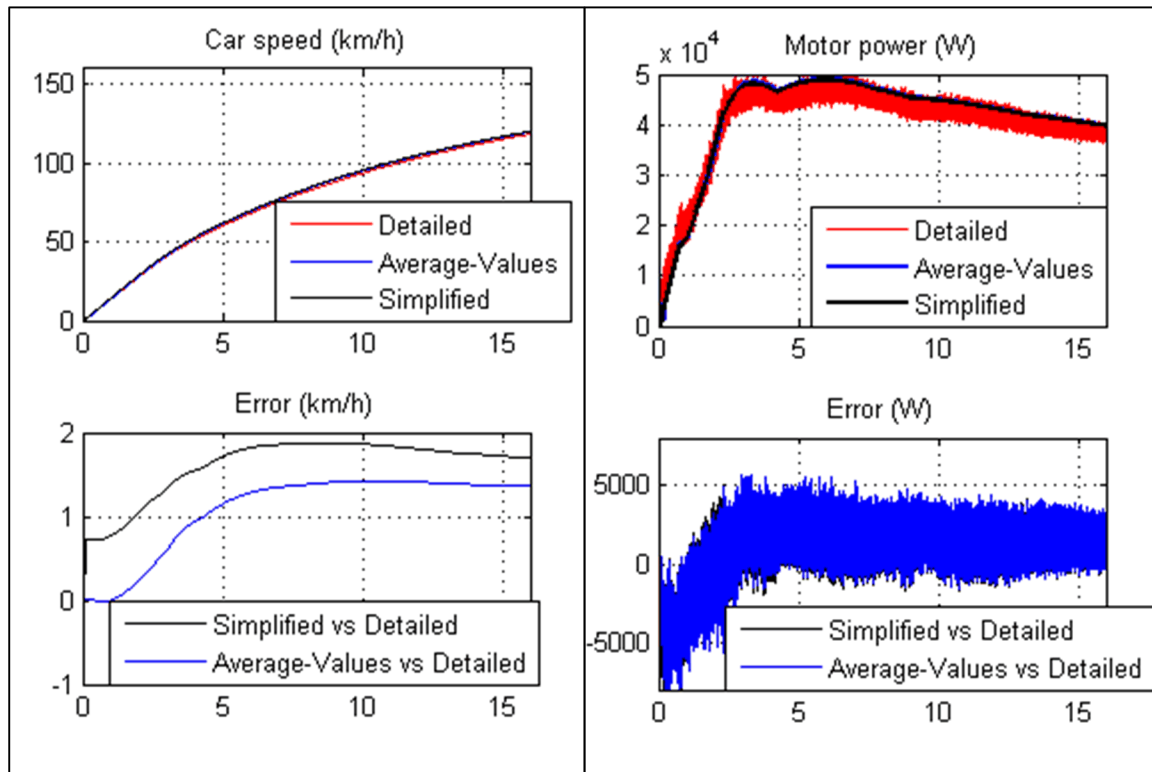 Car speed (km/h)
150
100
50
0
0 5 10 15
Detailed
Average-Values
Simplified
Error (km/h)
2
1
0
-1
0 5 10 15
Simplified vs Detailed
Average-Values vs Detailed
x 10^4
Motor power (W)
5
4
3
2
1
0
0 5 10 15
Detailed
Average-Values
Simplified
Error (W)
5000
0
-5000
0 5 10 15
Simplified vs Detailed
Average-Values vs Detailed